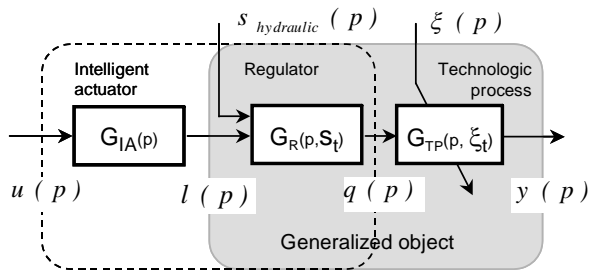 s hydraulic ( p )
ξ ( p )
Intelligent actuator
Regulator
Technologic process
G_IA(p)
G_R(p,s_t)
G_TP(p, ξ_t)
u ( p )
l ( p )
q ( p )
y ( p )
Generalized object